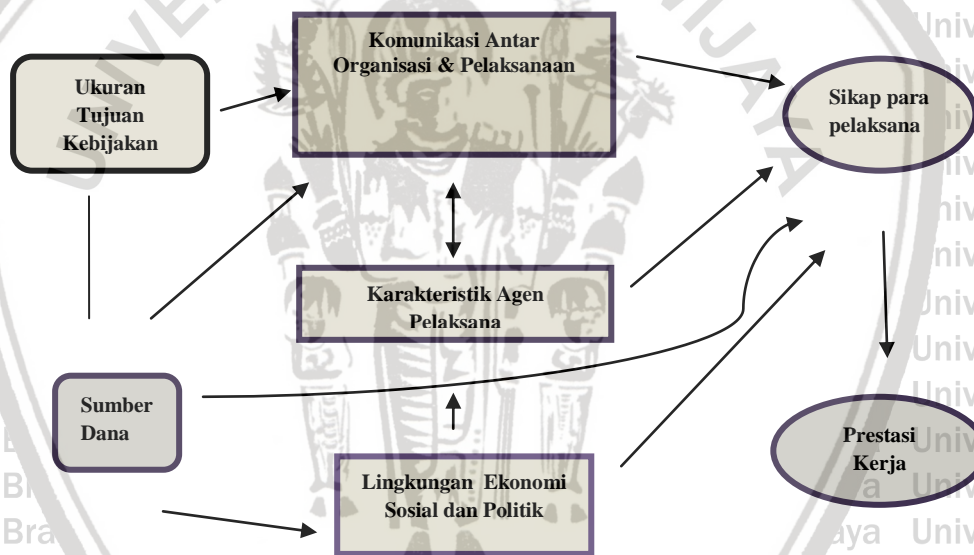 Komunikasi Antar
Organisasi & Pelaksanaan
Ukuran
Tujuan
Kebijakan
Sikap para
pelaksana
Karakteristik Agen
Pelaksana
Sumber
Dana
Prestasi
Kerja
Lingkungan Ekonomi
Sosial dan Politik